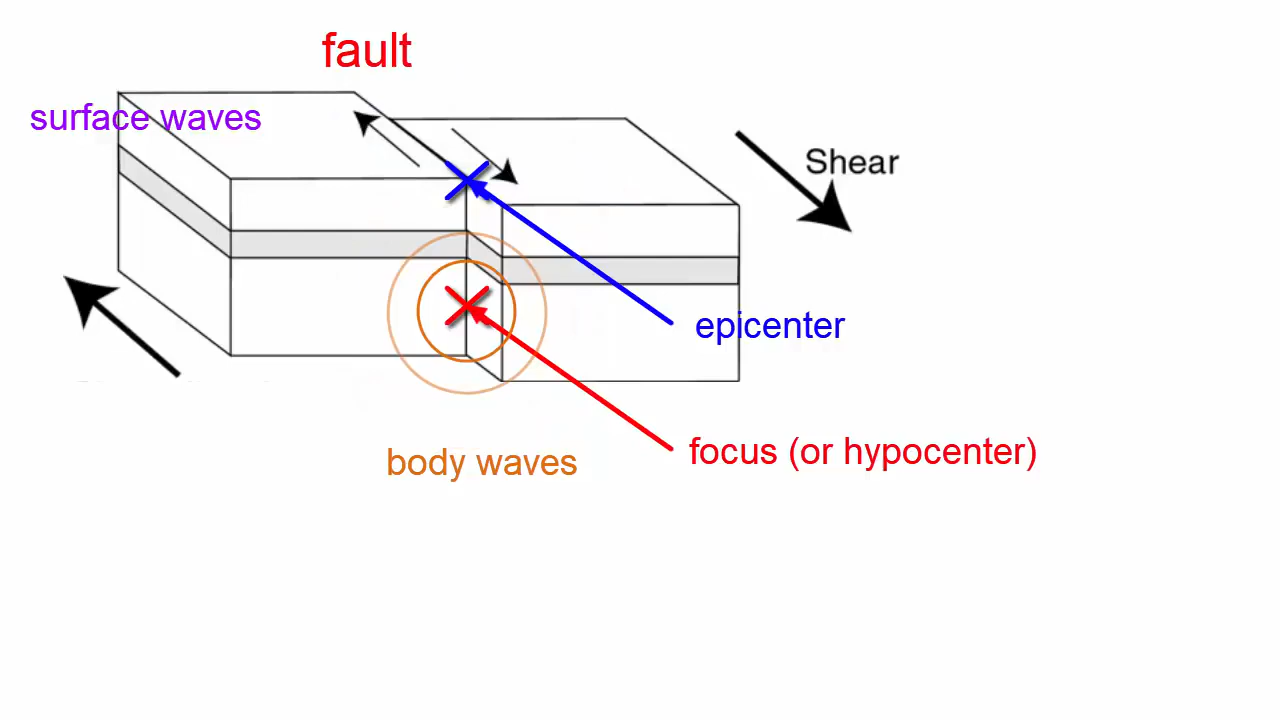 fault
surface waves
Shear
epicenter
focus (or hypocenter)
body waves